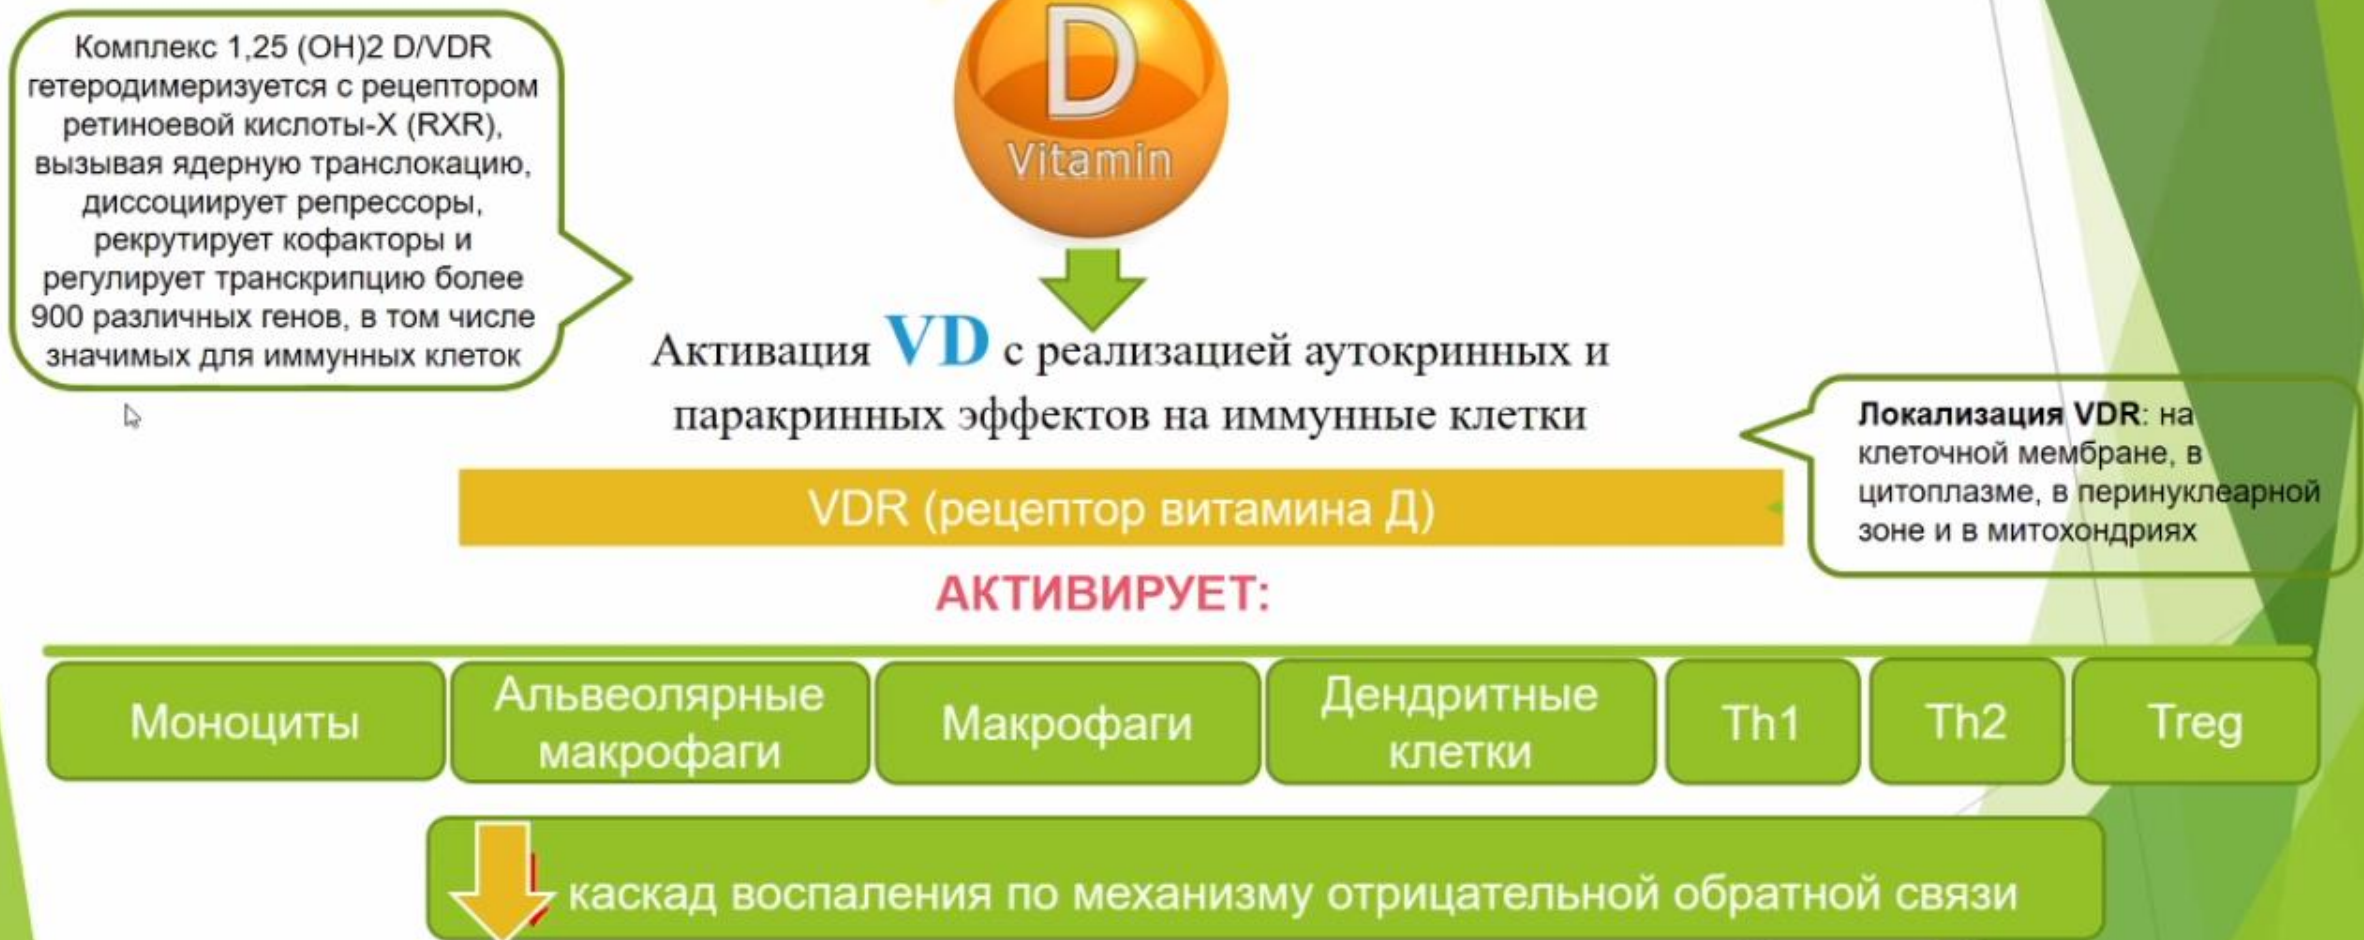 Комплекс 1,25 (OH)2 D/VDR
гетеродимеризуется с рецептором
ретиноевой кислоты-X (RXR),
вызывая ядерную транслокацию,
диссоциирует репрессоры,
рекрутирует кофакторы и
регулирует транскрипцию более
900 различных генов, в том числе
значимых для иммунных клеток
D
Vitamin
Активация VD с реализацией аутокринных и
паракринных эффектов на иммунные клетки
Локализация VDR: на
клеточной мембране, в
цитоплазме, в перинуклеарной
зоне и в митохондриях
VDR (рецептор витамина Д)
АКТИВИРУЕТ:
Моноциты
Альвеолярные
макрофаги
Макрофаги
Дендритные
клетки
Th1
Th2
Treg
каскад воспаления по механизму отрицательной обратной связи